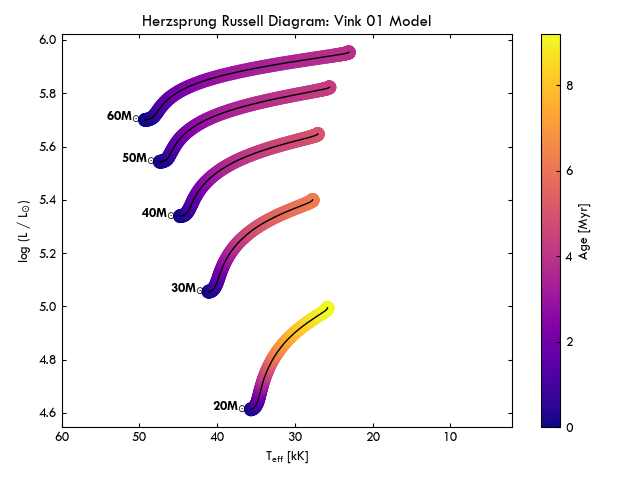 Herzsprung Russell Diagram: Vink 01 Model
6.0
5.8
5.6
5.4
5.2
5.0
4.8
4.6
log (L / L☉)
60M☉
50M☉
40M☉
30M☉
20M☉
60
50
40
30
20
10
T_eff [kK]
8
6
4
2
0
Age [Myr]